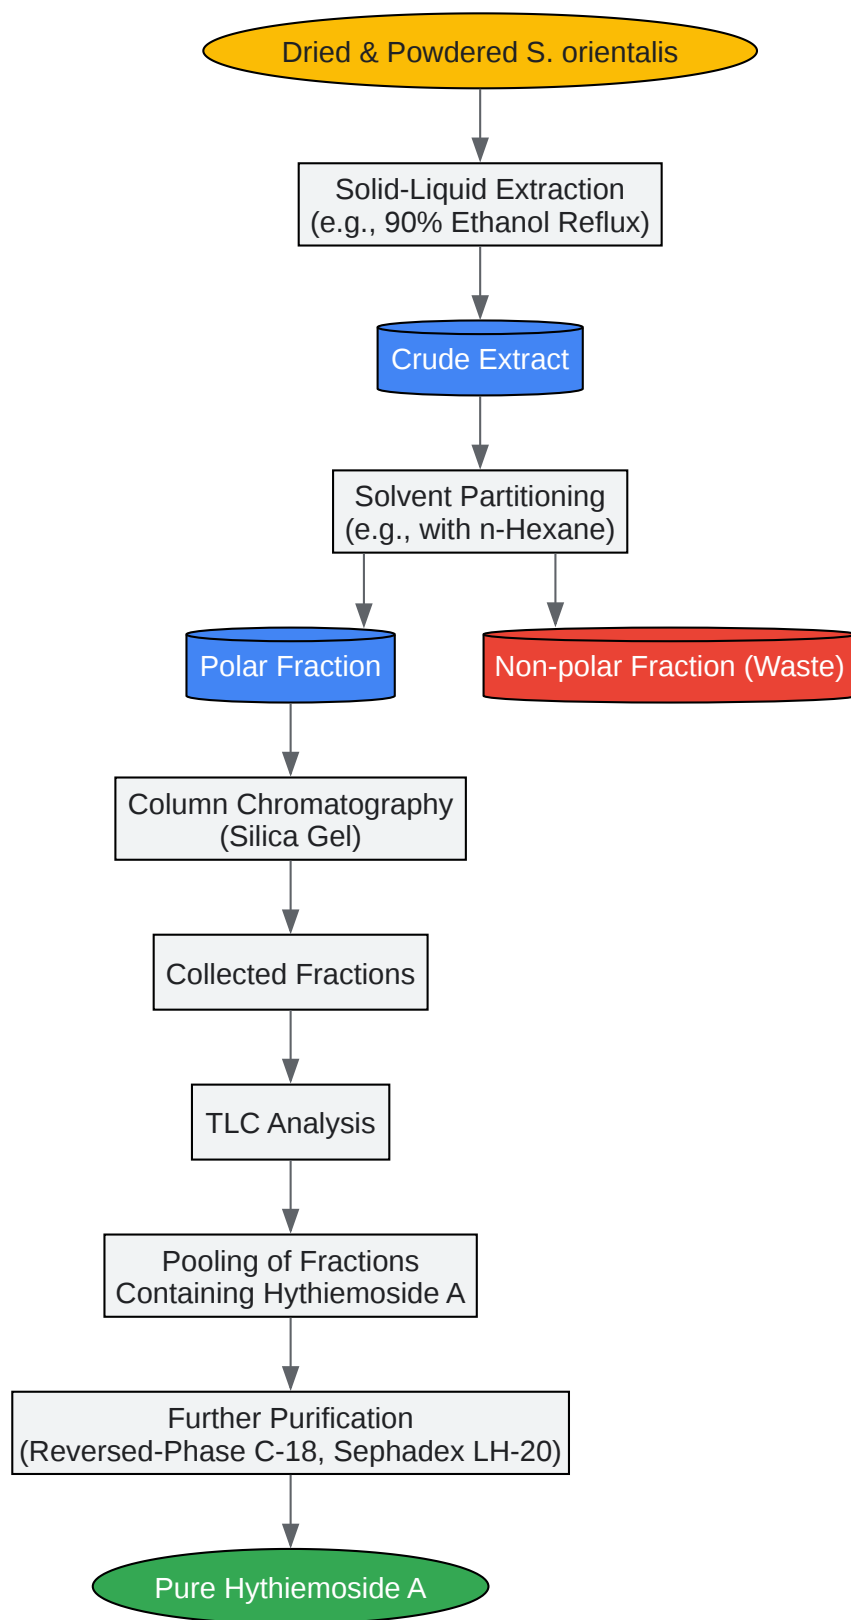 Dried & Powdered S. orientalis
Solid-Liquid Extraction
(e.g., 90% Ethanol Reflux)
Crude Extract
Solvent Partitioning
(e.g., with n-Hexane)
Polar Fraction
Non-polar Fraction (Waste)
Column Chromatography
(Silica Gel)
Collected Fractions
TLC Analysis
Pooling of Fractions
Containing Hythiemoside A
Further Purification
(Reversed-Phase C-18, Sephadex LH-20)
Pure Hythiemoside A